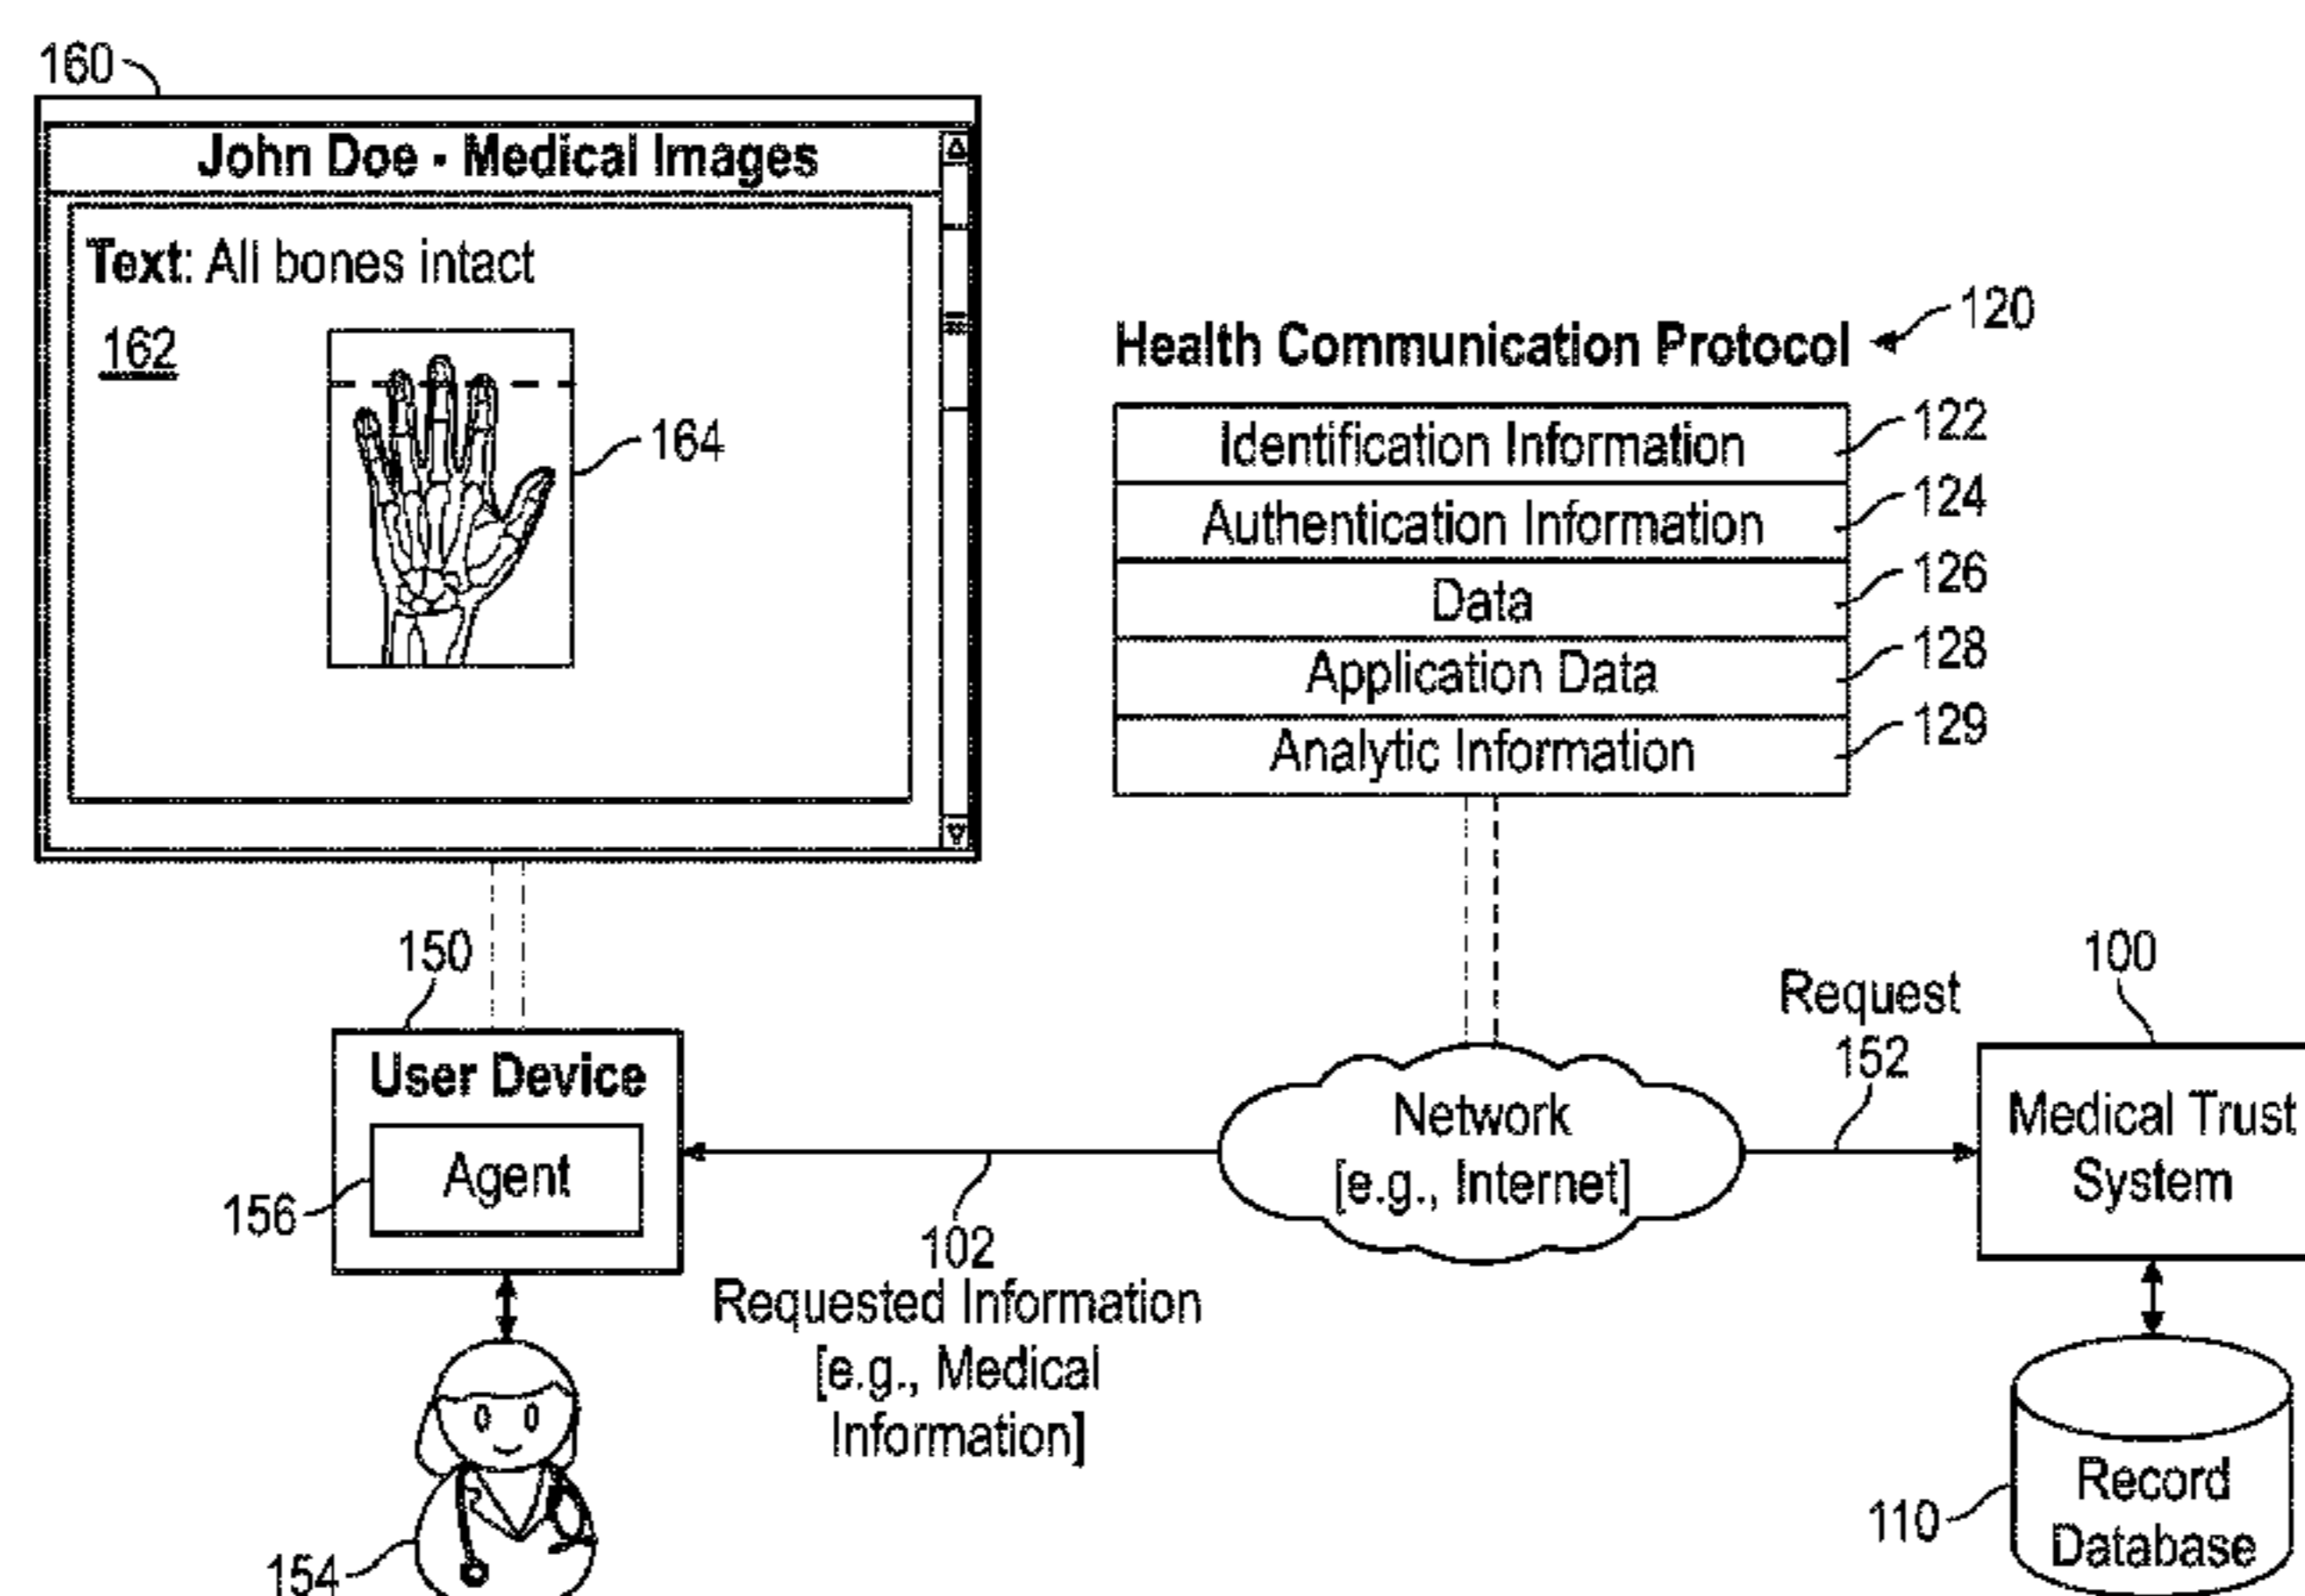 160
John Doe - Medical Images
Text: All bones intact
162
164
Health Communication Protocol
120
Identification Information
122
Authentication Information
124
Data
126
Application Data
128
Analytic Information
129
150
User Device
Agent
156
154
102
Requested Information
[e.g., Medical
Information]
Network
[e.g., Internet]
Request
152
100
Medical Trust
System
Record
Database
110